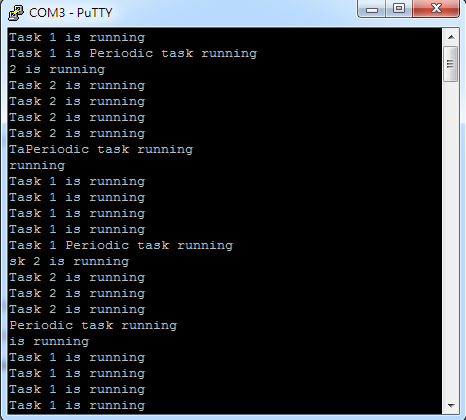 COM3 - PuTTY
Task 1 is running
Task 1 is Periodic task running
2 is running
Task 2 is running
Task 2 is running
Task 2 is running
Task 2 is running
TaPeriodic task running
running
Task 1 is running
Task 1 is running
Task 1 is running
Task 1 is running
Task 1 Periodic task running
sk 2 is running
Task 2 is running
Task 2 is running
Task 2 is running
Periodic task running
is running
Task 1 is running
Task 1 is running
Task 1 is running
Task 1 is running